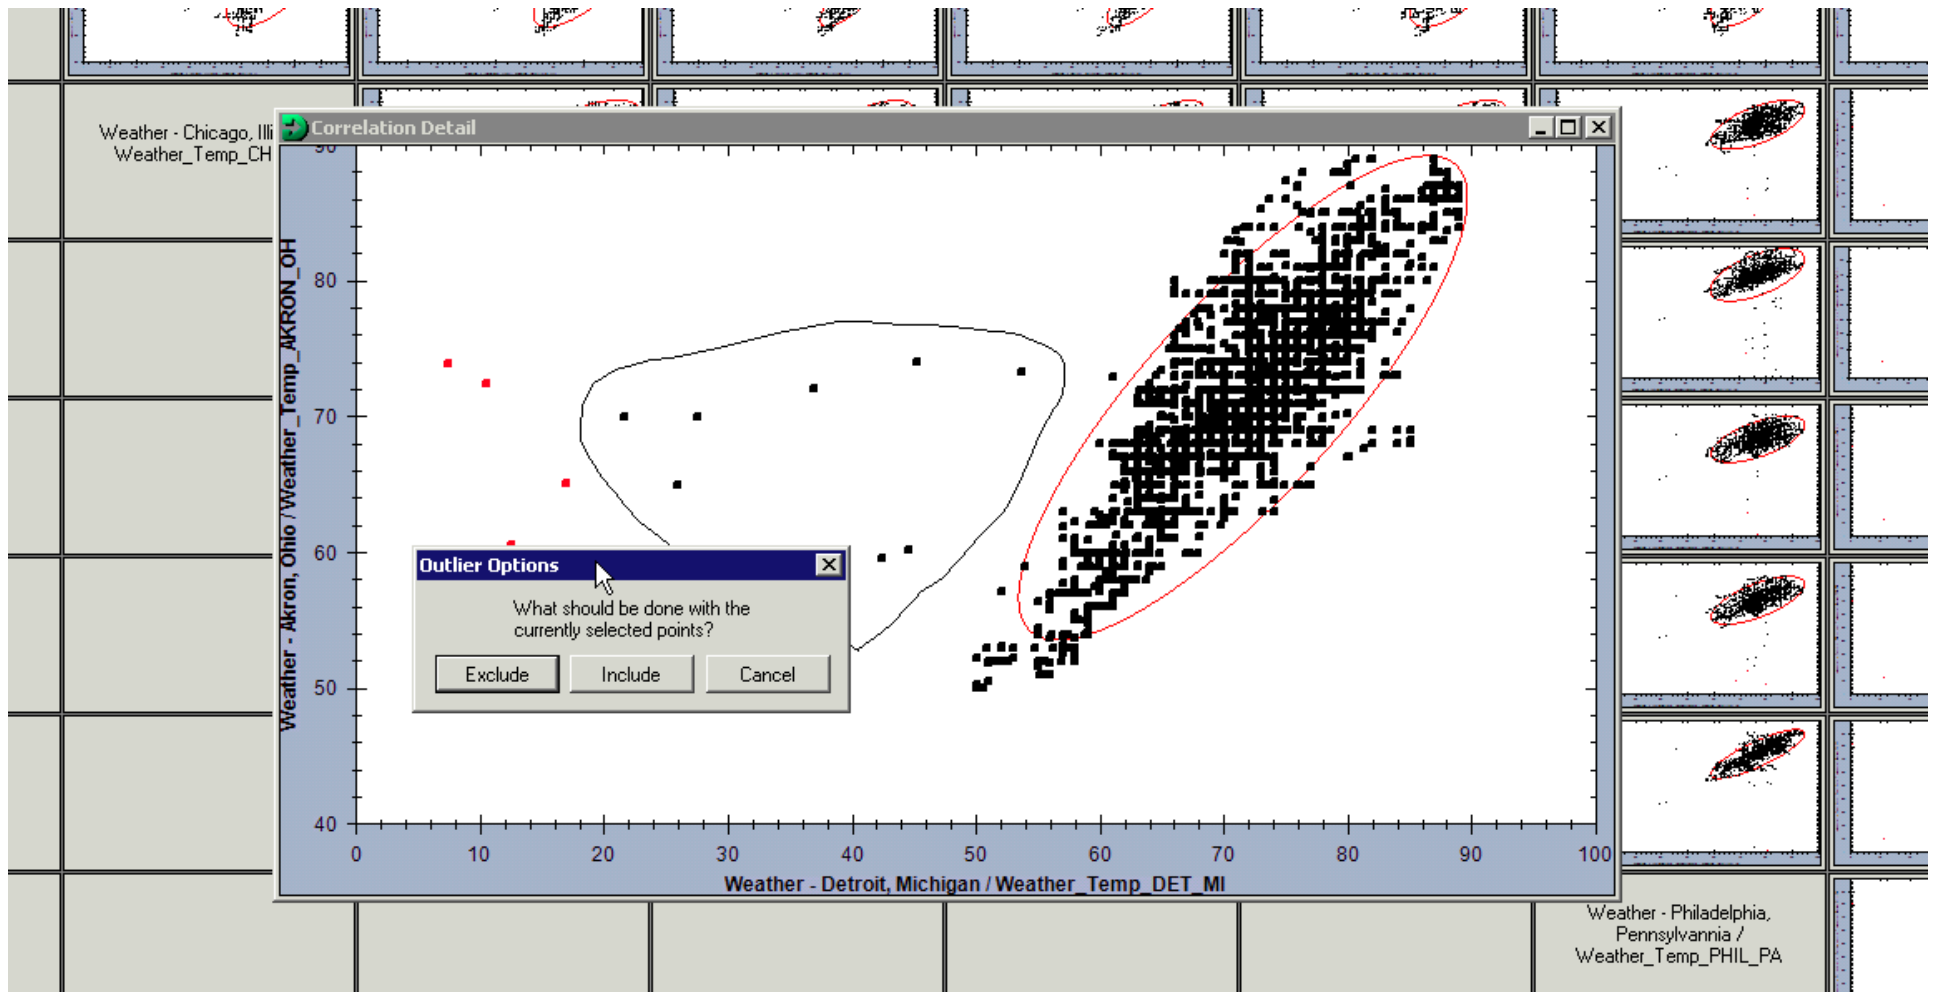 Weather - Chicago, Illi
Weather_Temp_CH
Correlation Detail
90
80
70
60
50
40
Weather - Akron, Ohio / Weather_Temp_AKRON_OH
0 10 20 30 40 50 60 70 80 90 100
Weather - Detroit, Michigan / Weather_Temp_DET_MI
Outlier Options
What should be done with the
currently selected points?
Exclude Include Cancel
Weather - Philadelphia,
Pennsylvannia /
Weather_Temp_PHIL_PA